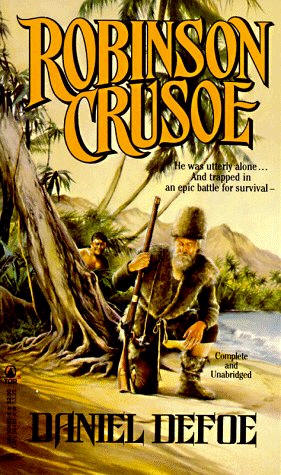 ROBINSON
CRUSOE
He was utterly alone...
And trapped in
an epic battle for survival–
Complete
and
Unabridged
DANIEL DEFOE